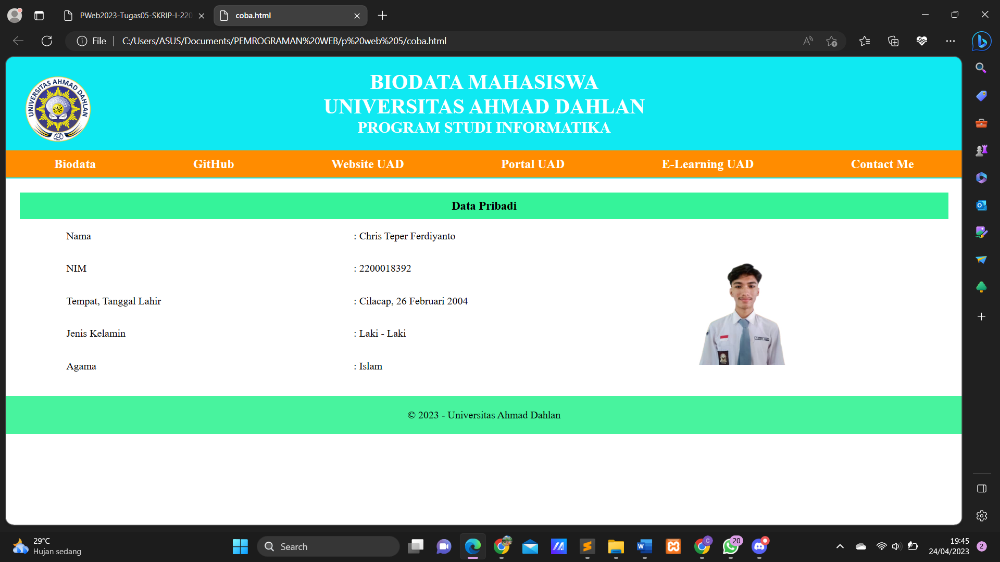 PWeb2023-Tugas05-SKRIP-I-220
coba.html
File
C:/Users/ASUS/Documents/PEMROGRAMAN%20WEB/p%20web%205/coba.html
UNIVERSITAS AHMAD DAHLAN
BIODATA MAHASISWA
UNIVERSITAS AHMAD DAHLAN
PROGRAM STUDI INFORMATIKA
Biodata GitHub Website UAD Portal UAD E-Learning UAD Contact Me
Data Pribadi
Nama : Chris Teper Ferdiyanto
NIM : 2200018392
Tempat, Tanggal Lahir : Cilacap, 26 Februari 2004
Jenis Kelamin : Laki - Laki
Agama : Islam
© 2023 - Universitas Ahmad Dahlan
29°C
Hujan sedang
Search
20
19:45
24/04/2023
2